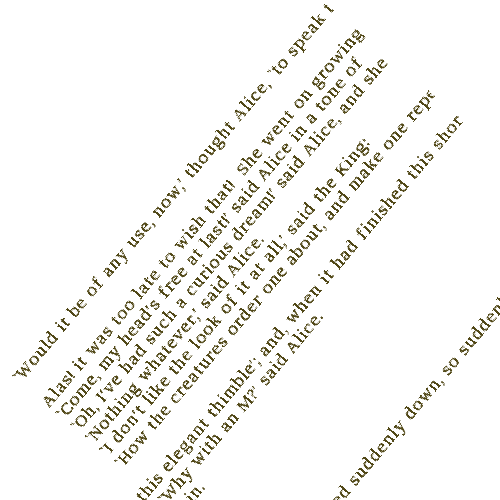 `Would it be of any use, now,' thought Alice, `to speak t
Alas! it was too late to wish that! She went on growing
`Come, my head's free at last!' said Alice in a tone of
`Oh, I've had such a curious dream!' said Alice, and she
`Nothing whatever,' said Alice.
`I don't like the look of it at all,' said the King:
`How the creatures order one about, and make one repe
this elegant thimble'; and, when it had finished this shor
Why with an M?' said Alice.
in.
ed suddenly down, so sudden